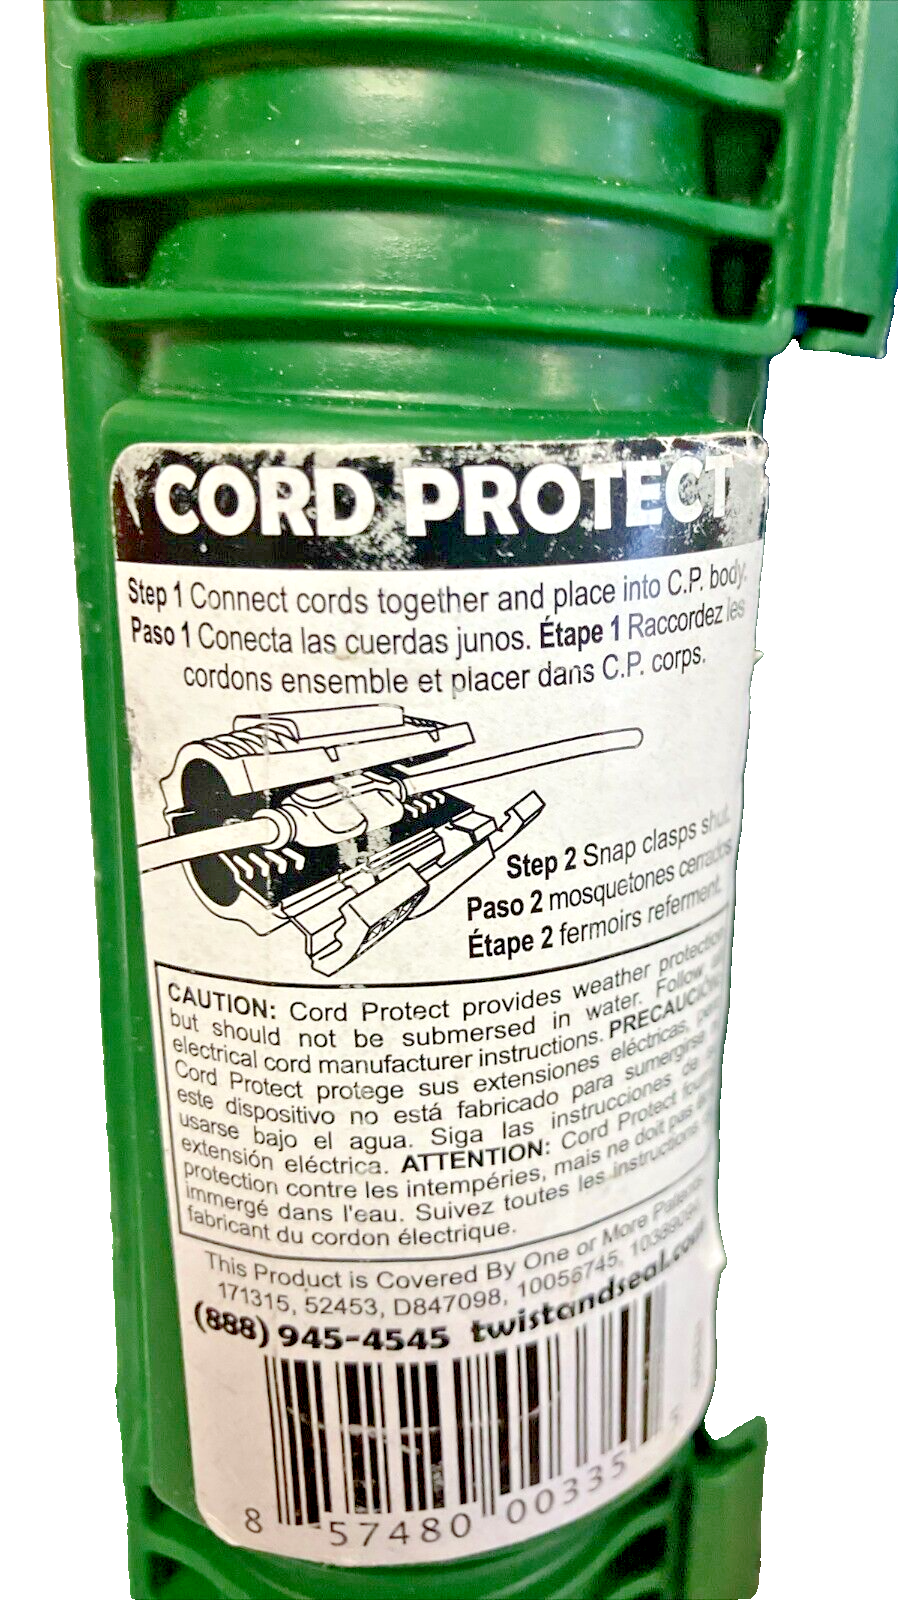 CORD PROTECT
Step 1 Connect cords together and place into C.P. body.
Paso 1 Conecta las cuerdas junos. Étape 1 Raccordez les
cordons ensemble et placer dans C.P. corps.
Step 2 Snap clasps shut.
Paso 2 mosquetones cerrados
Étape 2 fermoirs referment.
CAUTION: Cord Protect provides weather protection
but should not be submersed in water. Follow all
electrical cord manufacturer instructions. PRECAUCIÓN:
Cord Protect protege sus extensiones eléctricas, pero
este dispositivo no está fabricado para sumergirse
usarse bajo el agua. Siga las instrucciones de
extensión eléctrica. ATTENTION: Cord Protect
protection contre les intempéries, mais ne doit pas
immergé dans l'eau. Suivez toutes les instructions
fabricant du cordon électrique.
This Product is Covered By One or More Patents
171315, 52453, D847098, 10056745,
(888) 945-4545 twistandseal.com
8 57480 00335 5